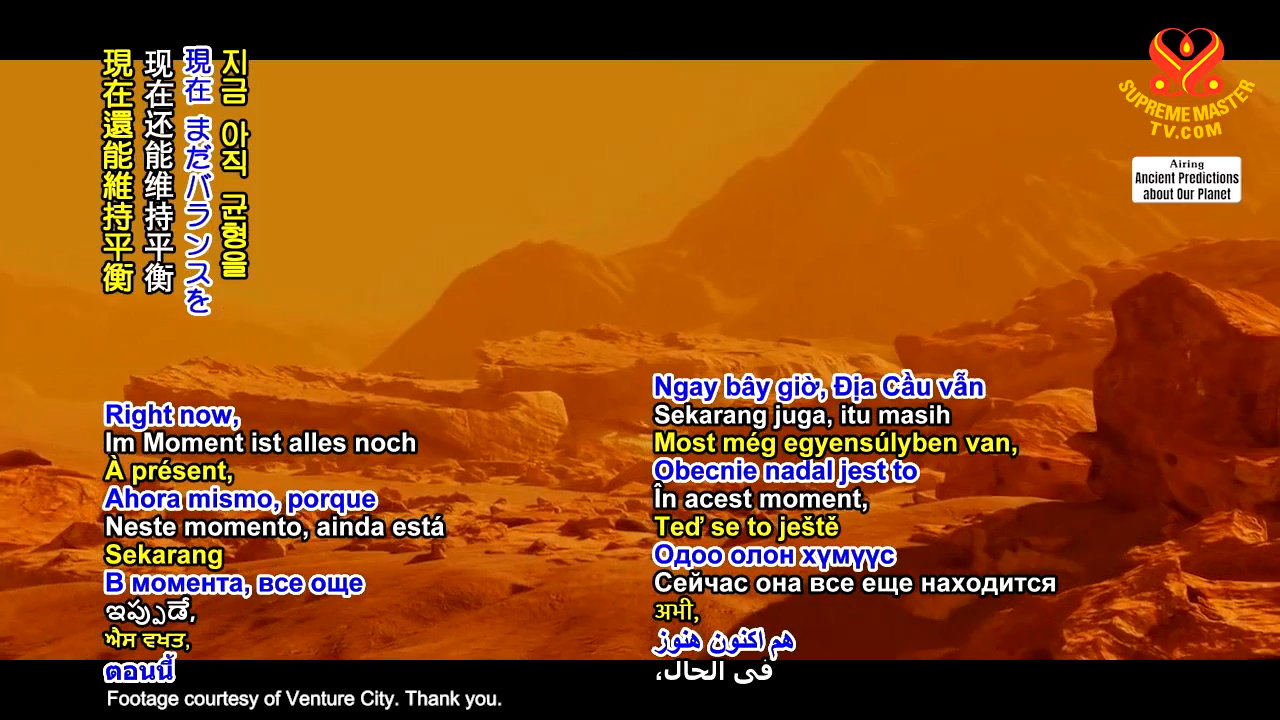 現在還能維持平衡
现在还能维持平衡
現在 まだバランスを
지금 아직 균형을
SUPREME MASTER
TV.COM
Airing
Ancient Predictions
about Our Planet
Right now,
Im Moment ist alles noch
À présent,
Ahora mismo, porque
Neste momento, ainda está
Sekarang
В момента, все още
ఇప్పుడే,
ਐਸ ਵਖਤ,
ตอนนี้
Ngay bây giờ, Địa Cầu vẫn
Sekarang juga, itu masih
Most még egyensúlyben van,
Obecnie nadal jest to
În acest moment,
Teď se to ještě
Одоо олон хүмүүс
Сейчас она все еще находится
अभी,
هم اکنون هنوز
في الحال،
Footage courtesy of Venture City. Thank you.